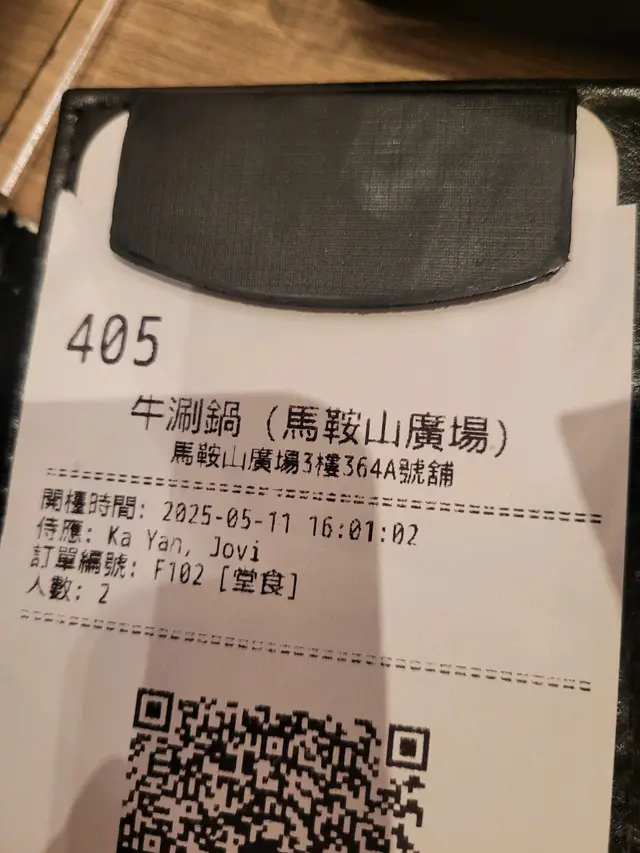 405
牛涮鍋 (馬鞍山廣場)
馬鞍山廣場3樓364A號舖
開檯時間: 2025-05-11 16:01:02
侍應: Ka Yan, Jovi
訂單編號: F102 [堂食]
人數: 2